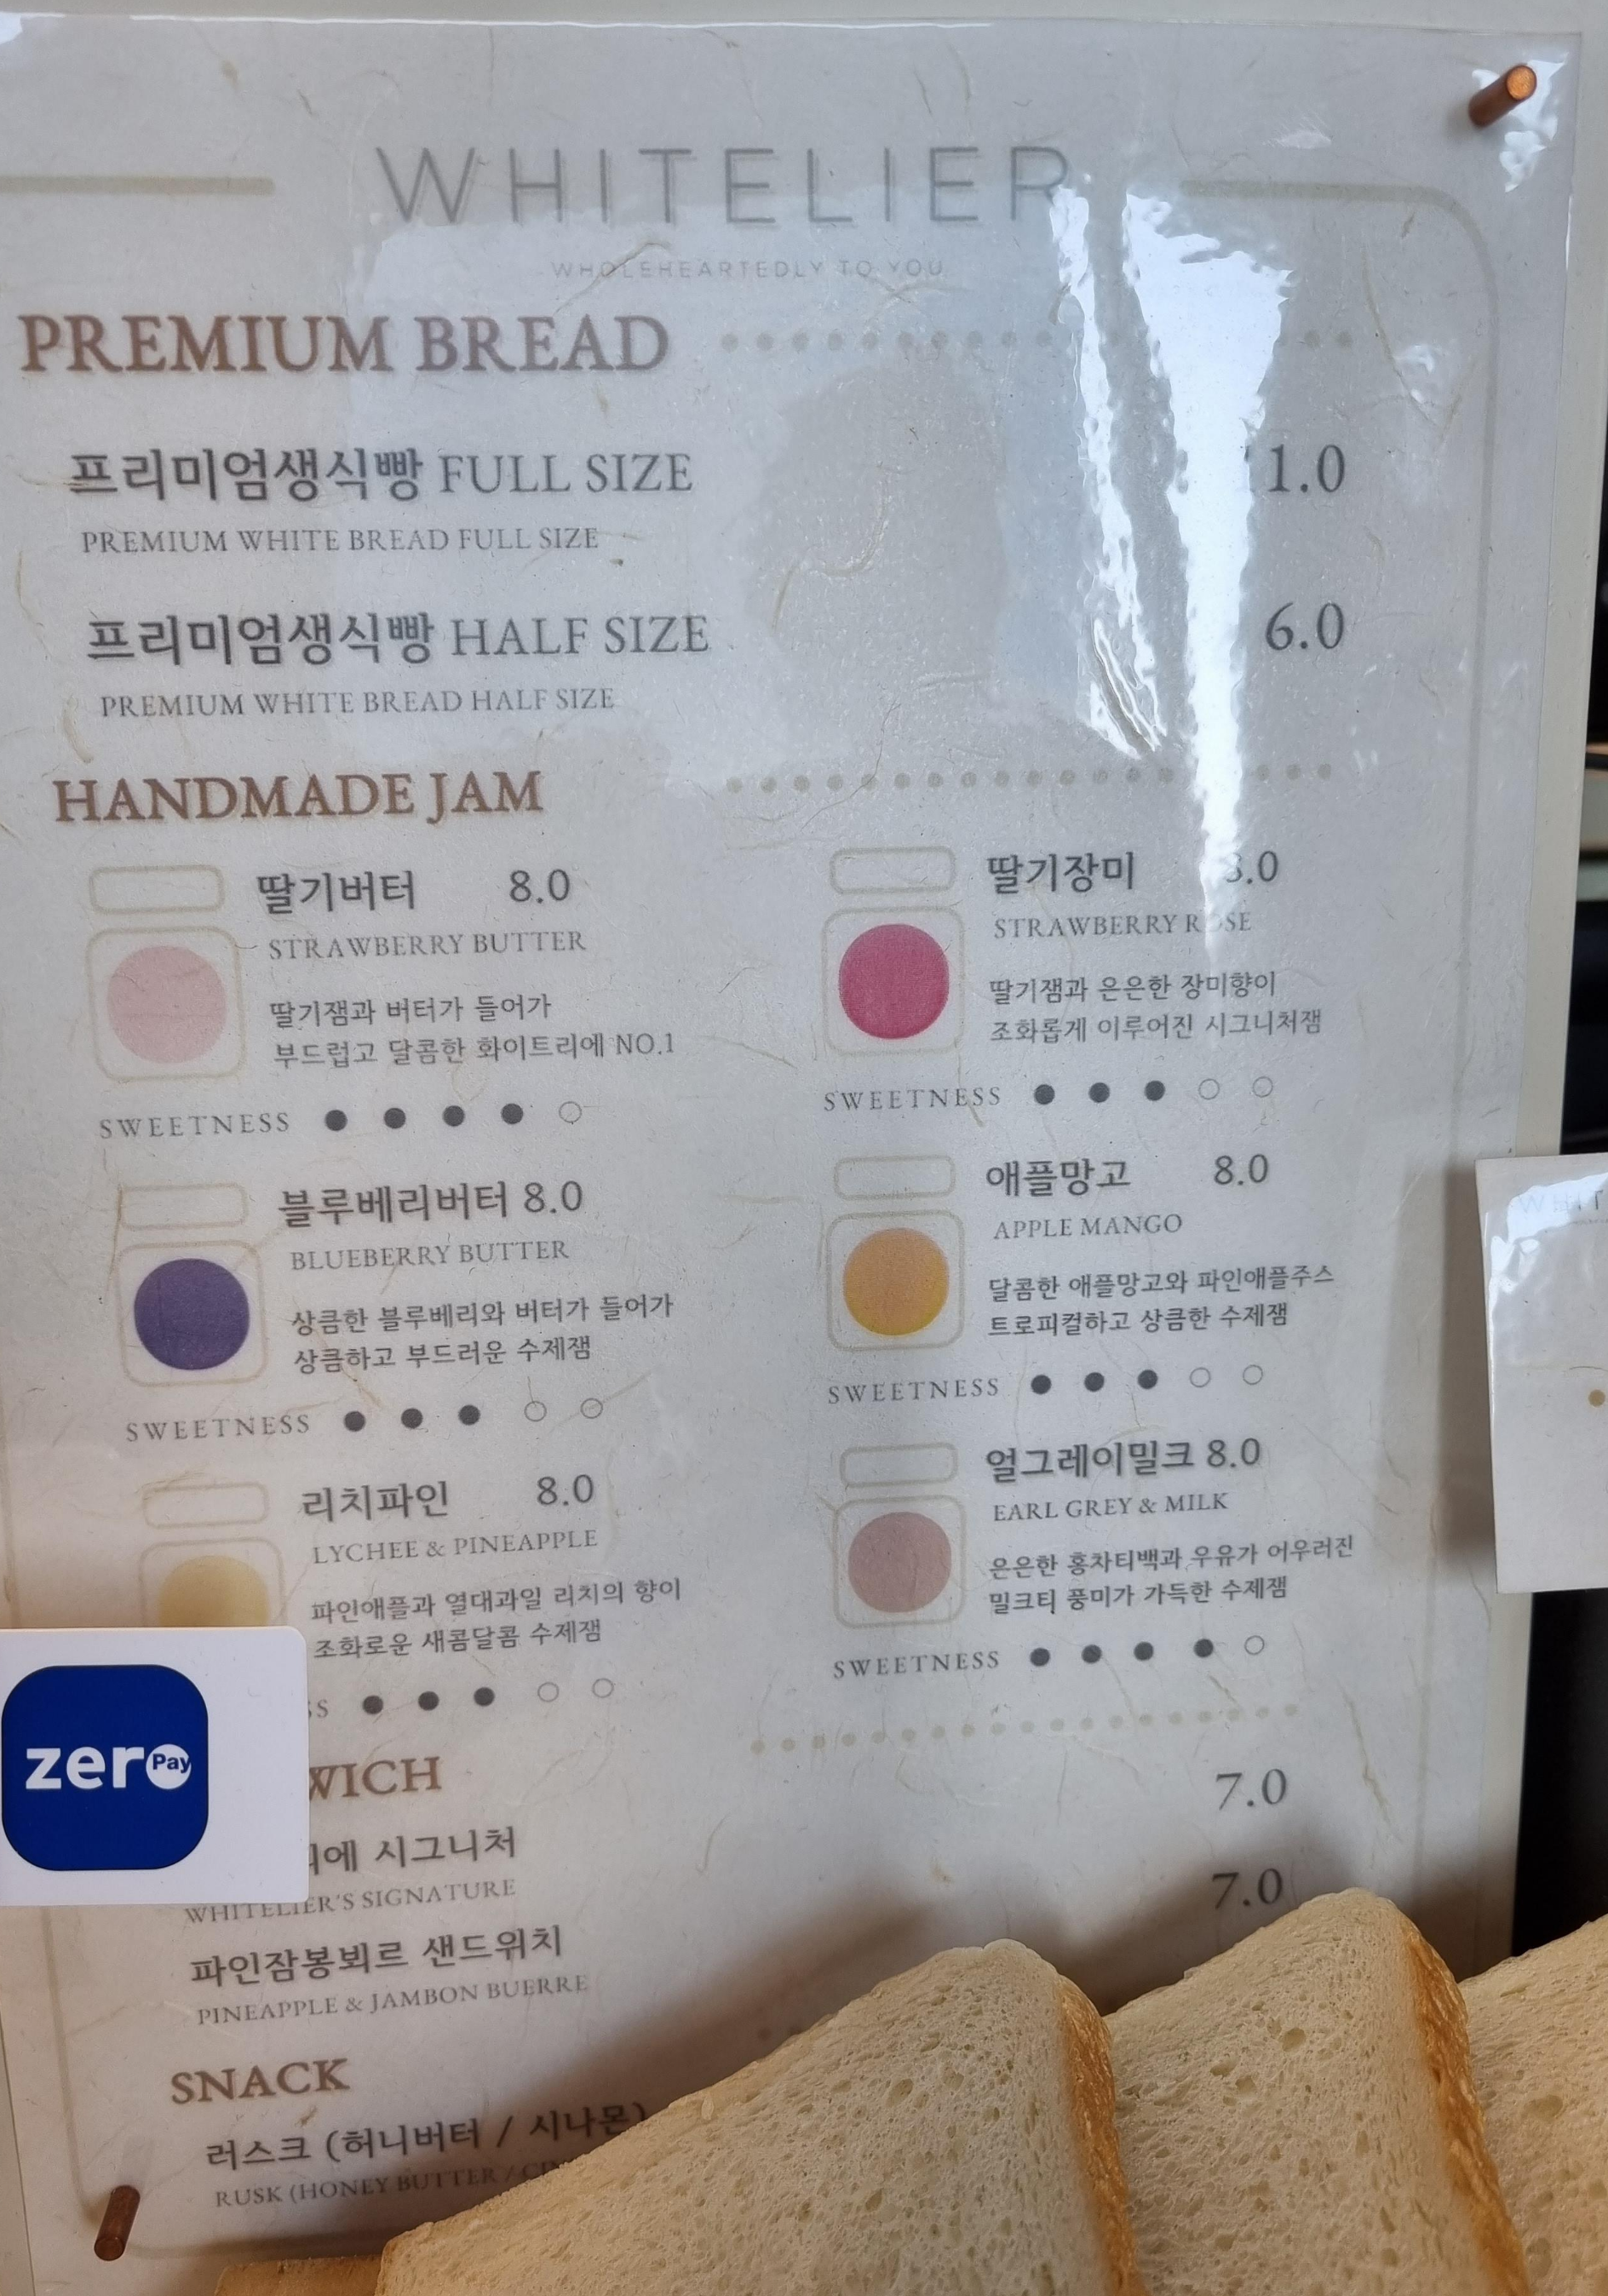 WHITELIER
WHOLEHEARTEDLY TO YOU
PREMIUM BREAD
프리미엄생식빵 FULL SIZE 11.0
PREMIUM WHITE BREAD FULL SIZE
프리미엄생식빵 HALF SIZE 6.0
PREMIUM WHITE BREAD HALF SIZE
HANDMADE JAM
딸기버터 8.0
STRAWBERRY BUTTER
딸기잼과 버터가 들어가
부드럽고 달콤한 화이트리에 NO.1
SWEETNESS
블루베리버터 8.0
BLUEBERRY BUTTER
상큼한 블루베리와 버터가 들어가
상큼하고 부드러운 수제잼
SWEETNESS
리치파인 8.0
LYCHEE & PINEAPPLE
파인애플과 열대과일 리치의 향이
조화로운 새콤달콤 수제잼
딸기장미 8.0
STRAWBERRY ROSE
딸기잼과 은은한 장미향이
조화롭게 이루어진 시그니처잼
SWEETNESS
애플망고 8.0
APPLE MANGO
달콤한 애플망고와 파인애플주스
트로피컬하고 상큼한 수제잼
SWEETNESS
얼그레이밀크 8.0
EARL GREY & MILK
은은한 홍차티백과 우유가 어우러진
밀크티 풍미가 가득한 수제잼
SWEETNESS
zero Pay
WICH
리에 시그니처 7.0
WHITELIER'S SIGNATURE
파인잠봉뵈르 샌드위치 7.0
PINEAPPLE & JAMBON BUERRE
SNACK
러스크 (허니버터 / 시나몬)
RUSK (HONEY BUTTER /